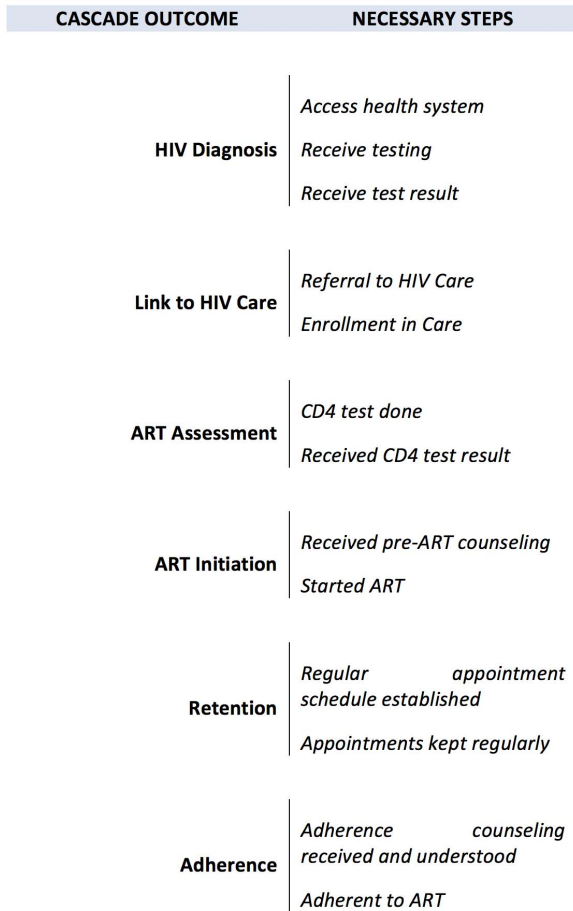 CASCADE OUTCOME NECESSARY STEPS
HIV Diagnosis
Access health system
Receive testing
Receive test result
Link to HIV Care
Referral to HIV Care
Enrollment in Care
ART Assessment
CD4 test done
Received CD4 test result
ART Initiation
Received pre-ART counseling
Started ART
Retention
Regular appointment
schedule established
Appointments kept regularly
Adherence
Adherence counseling
received and understood
Adherent to ART